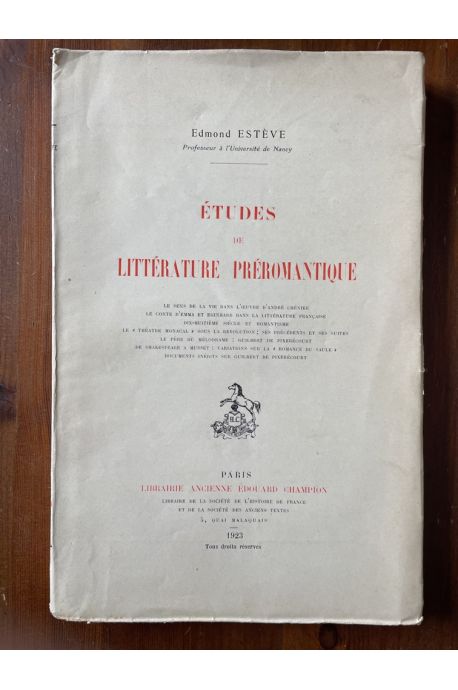 Edmond ESTÈVE
Professeur à l'Université de Nancy
ÉTUDES
DE
LITTÉRATURE PRÉROMANTIQUE
LE SENS DE LA VIE DANS L'ŒUVRE D'ANDRÉ CHÉNIER
LE CONTE D'EMMA ET EGINHARD DANS LA LITTÉRATURE FRANÇAISE
DIX-HUITIÈME SIÈCLE ET ROMANTISME
LE « THÉATRE MONACAL » SOUS LA RÉVOLUTION ; SES PRÉCÉDENTS ET SES SUITES
LE PÈRE DU MÉLODRAME : GUILBERT DE PIXERÉCOURT
DE SHAKESPEARE A MUSSET : VARIATIONS SUR LA « ROMANCE DU SAULE »
DOCUMENTS INÉDITS SUR GUILBERT DE PIXERÉCOURT
PARIS
LIBRAIRIE ANCIENNE ÉDOUARD CHAMPION
LIBRAIRE DE LA SOCIÉTÉ DE L'HISTOIRE DE FRANCE
ET DE LA SOCIÉTÉ DES ANCIENS TEXTES
5, QUAI MALAQUAIS
1923
Tous droits réservés